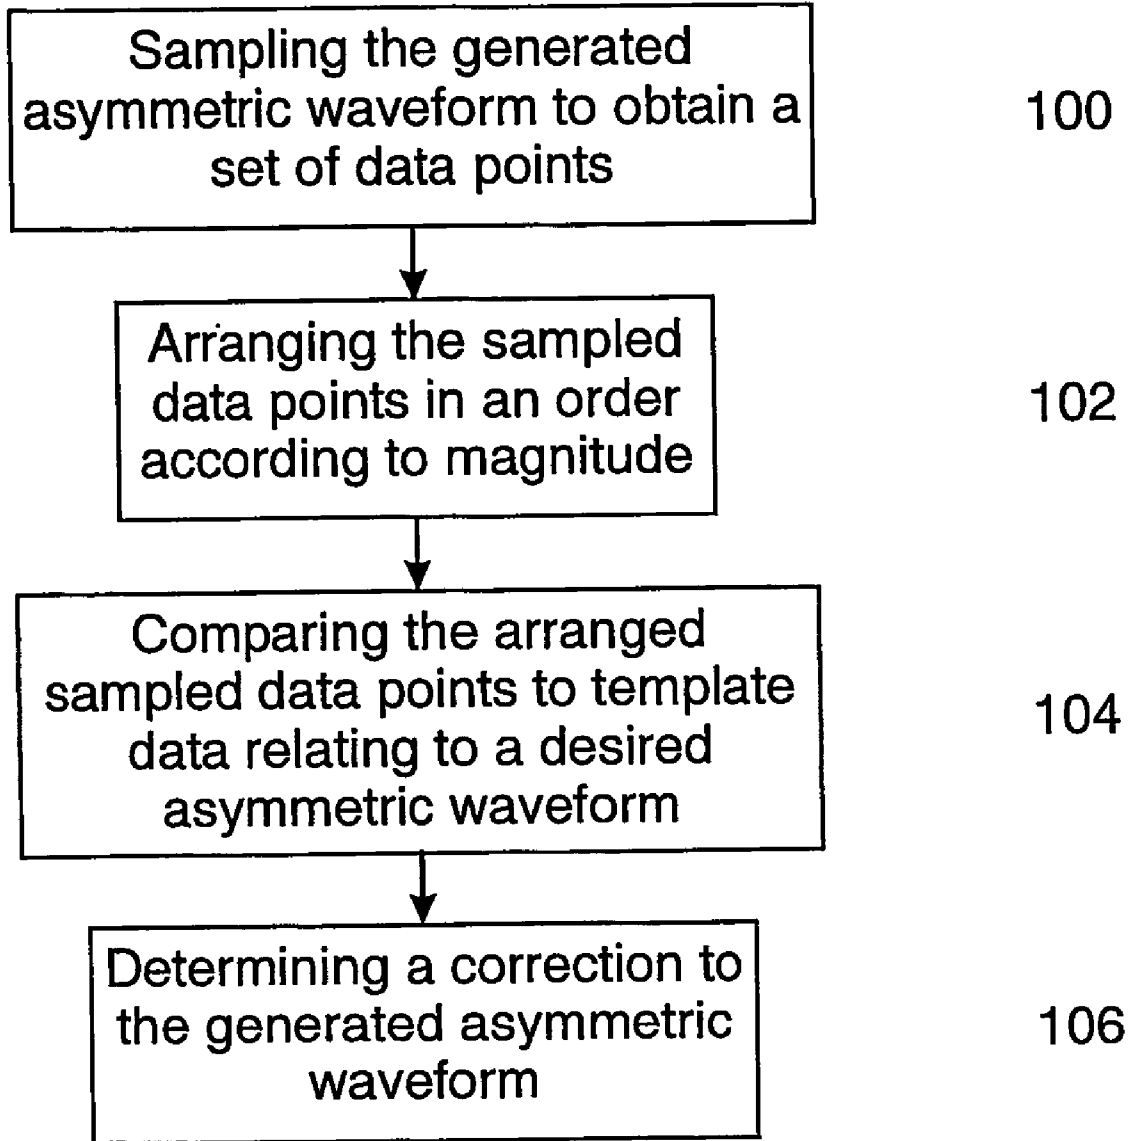 Sampling the generated
asymmetric waveform to obtain a
set of data points
100
Arranging the sampled
data points in an order
according to magnitude
102
Comparing the arranged
sampled data points to template
data relating to a desired
asymmetric waveform
104
Determining a correction to
the generated asymmetric
waveform
106